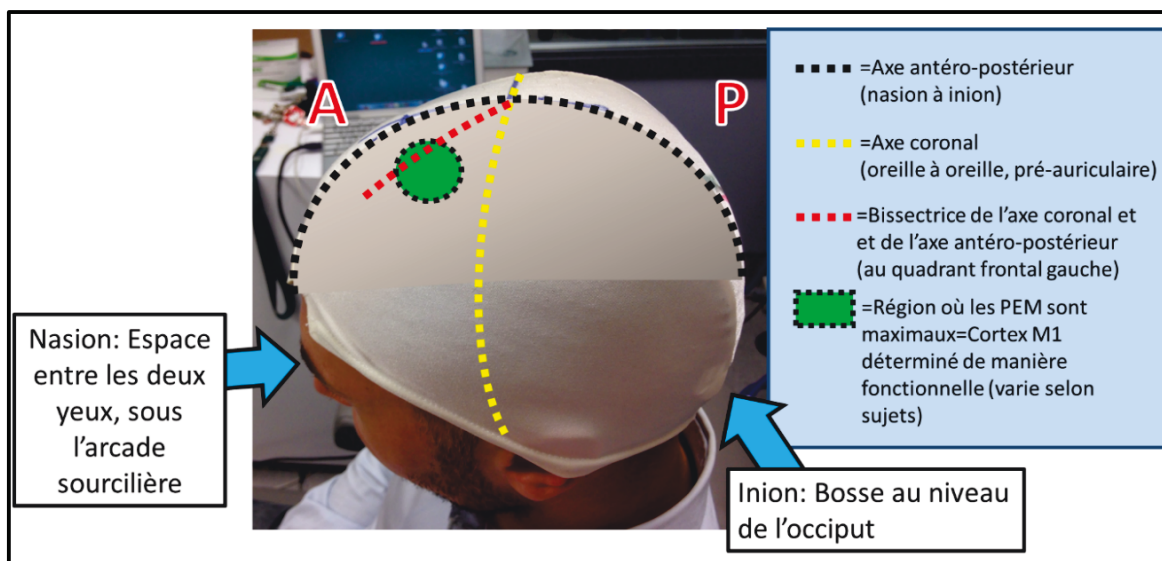 A
P
=Axe antéro-postérieur
(nasion à inion)
=Axe coronal
(oreille à oreille, pré-auriculaire)
=Bissectrice de l'axe coronal et
et de l'axe antéro-postérieur
(au quadrant frontal gauche)
=Région où les PEM sont
maximaux=Cortex M1
déterminé de manière
fonctionnelle (varie selon
sujets)
Nasion: Espace
entre les deux
yeux, sous
l'arcade
sourcilière
Inion: Bosse au niveau
de l'occiput